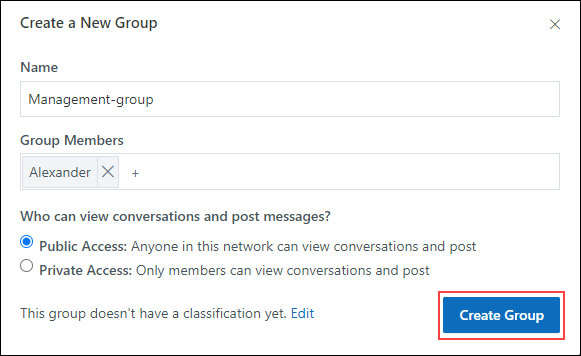 Create a New Group
Name
Management-group
Group Members
Alexander +
Who can view conversations and post messages?
Public Access: Anyone in this network can view conversations and post
Private Access: Only members can view conversations and post
This group doesn't have a classification yet. Edit
Create Group